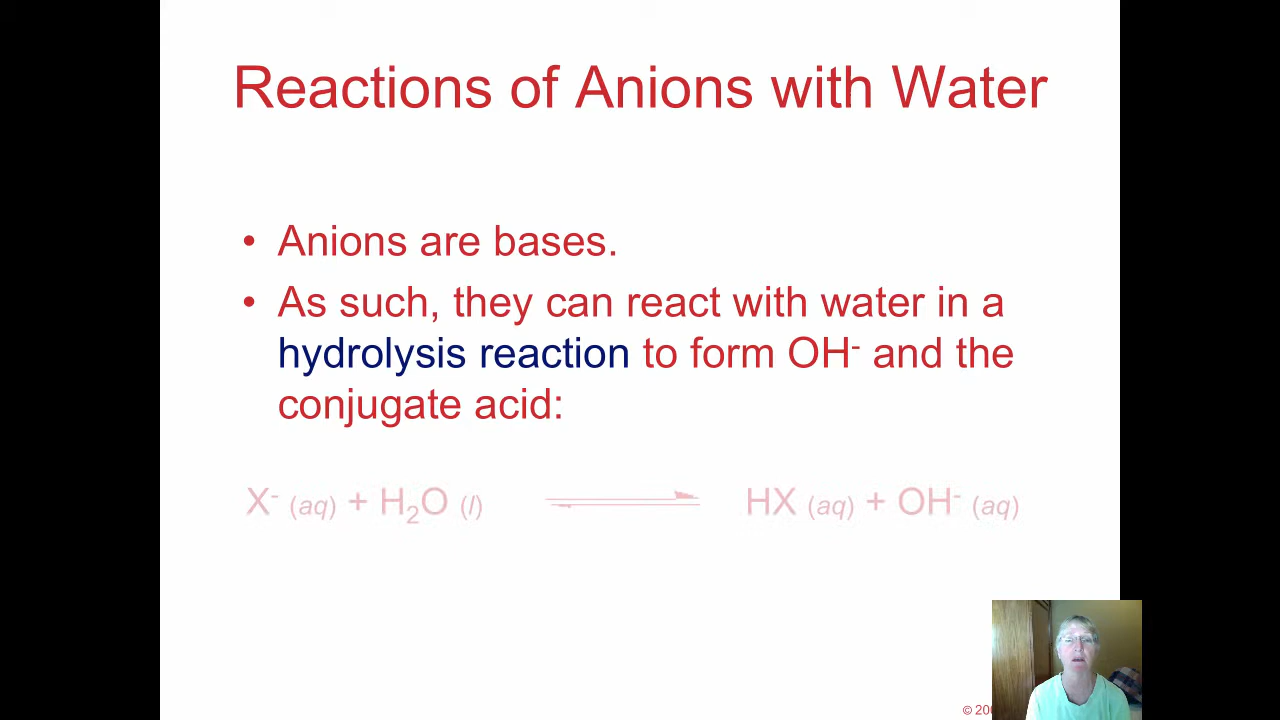 Reactions of Anions with Water
• Anions are bases.
• As such, they can react with water in a
hydrolysis reaction to form OH⁻ and the
conjugate acid:
X⁻ (aq) + H₂O (l) ⇌ HX (aq) + OH⁻ (aq)
©